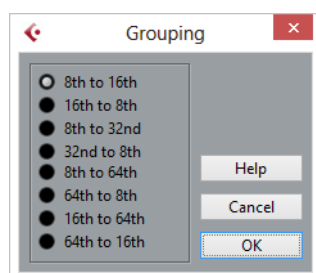 Grouping
8th to 16th
16th to 8th
8th to 32nd
32nd to 8th
8th to 64th
64th to 8th
16th to 64th
64th to 16th
Help
Cancel
OK